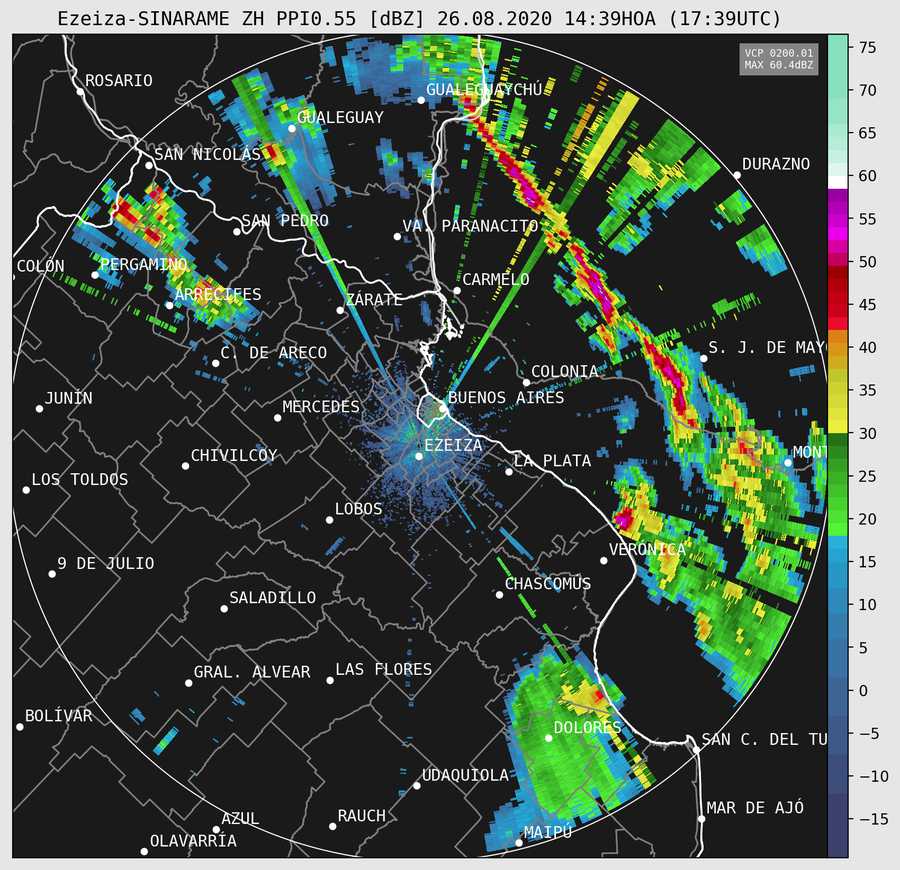 Ezeiza-SINARAME ZH PPI0.55 [dBZ] 26.08.2020 14:39HOA (17:39UTC)
VCP 0200.01
MAX 60.4dBZ
ROSARIO
GUALEGUAYCHÚ
GUALEGUAY
SAN NICOLÁS
DURAZNO
SAN PEDRO
VA. PARANACITO
COLÓN
PERGAMINO
CARMELO
ARRECIFES
ZÁRATE
C. DE ARECO
S. J. DE MAY
COLONIA
JUNÍN
MERCEDES
BUENOS AIRES
EZEIZA
MONT
CHIVILCOY
LA PLATA
LOS TOLDOS
LOBOS
VERÓNICA
9 DE JULIO
CHASCOMÚS
SALADILLO
GRAL. ALVEAR
LAS FLORES
BOLÍVAR
DOLORES
SAN C. DEL TU
UDAQUIOLA
MAR DE AJÓ
AZUL
RAUCH
OLAVARRÍA
MAIPÚ
75
70
65
60
55
50
45
40
35
30
25
20
15
10
5
0
−5
−10
−15